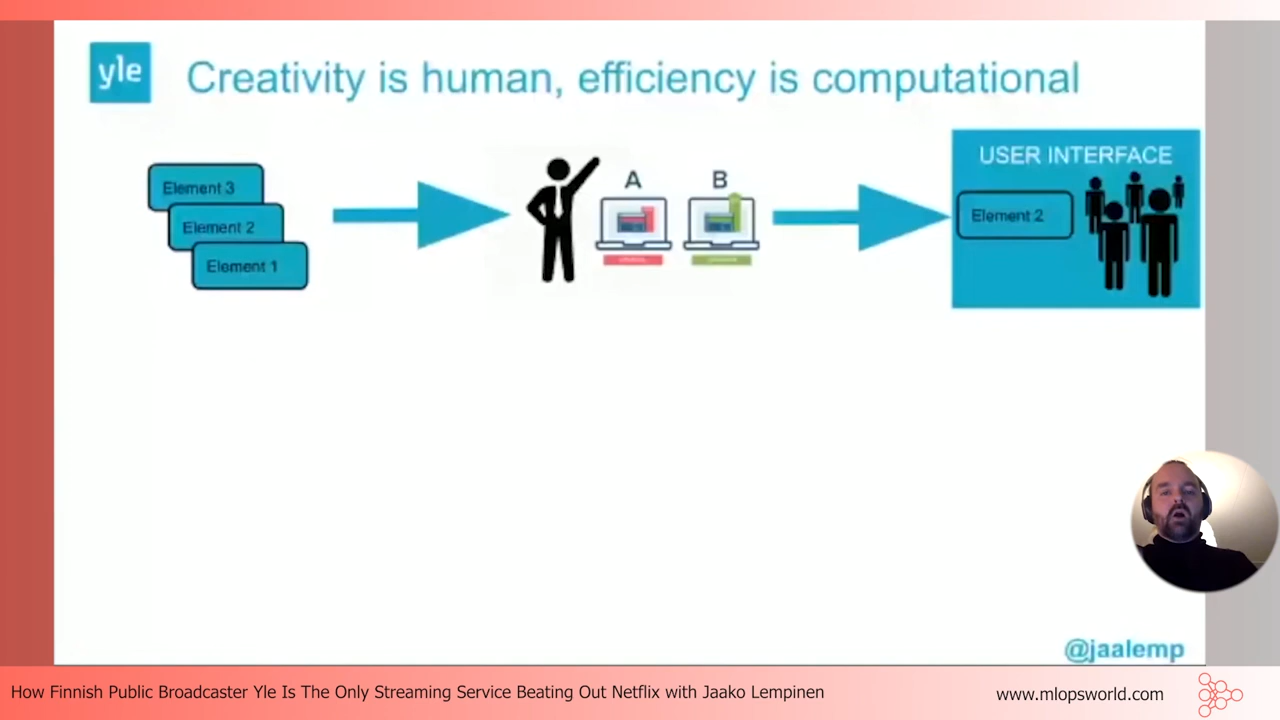 yle
Creativity is human, efficiency is computational
Element 3
Element 2
Element 1
A
B
USER INTERFACE
Element 2
@jaalemp
How Finnish Public Broadcaster Yle Is The Only Streaming Service Beating Out Netflix with Jaako Lempinen
www.mlopsworld.com